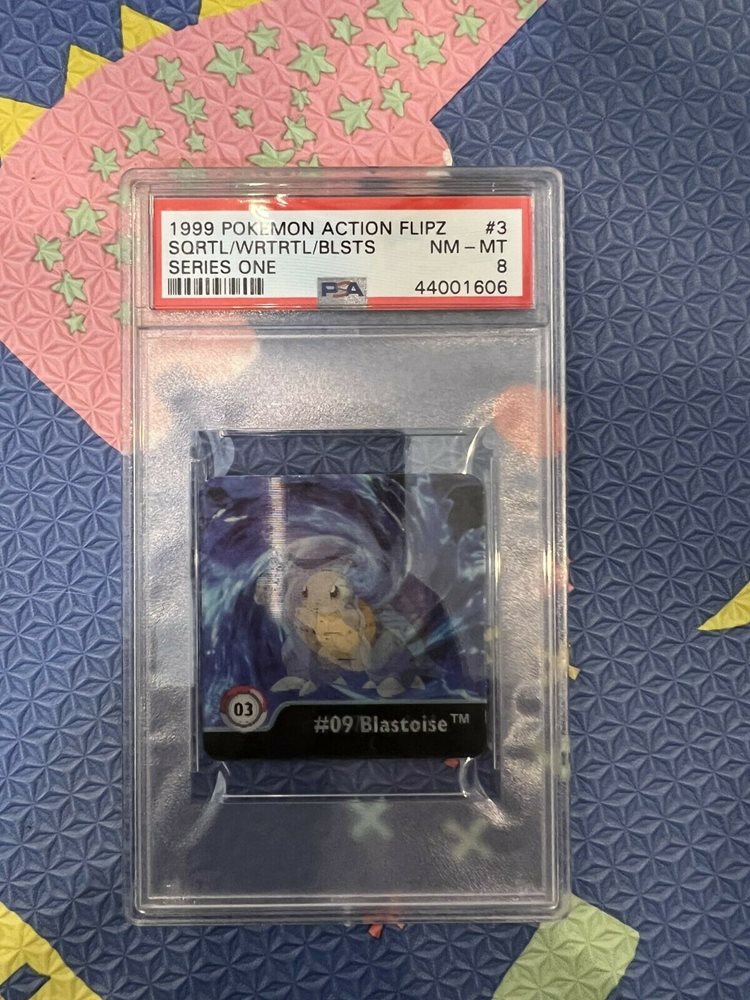 1999 POKEMON ACTION FLIPZ #3
SQRTL/WRTRTL/BLSTS NM - MT
SERIES ONE 8
PSA 44001606
03
#09 Blastoise™